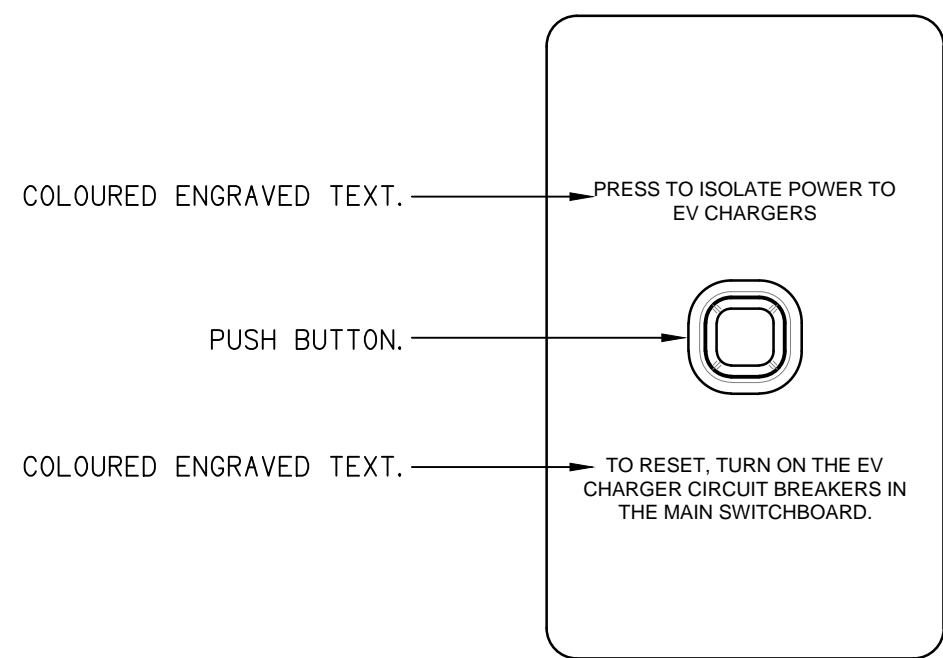 COLOURED ENGRAVED TEXT.
PRESS TO ISOLATE POWER TO
EV CHARGERS
PUSH BUTTON.
COLOURED ENGRAVED TEXT.
TO RESET, TURN ON THE EV
CHARGER CIRCUIT BREAKERS IN
THE MAIN SWITCHBOARD.